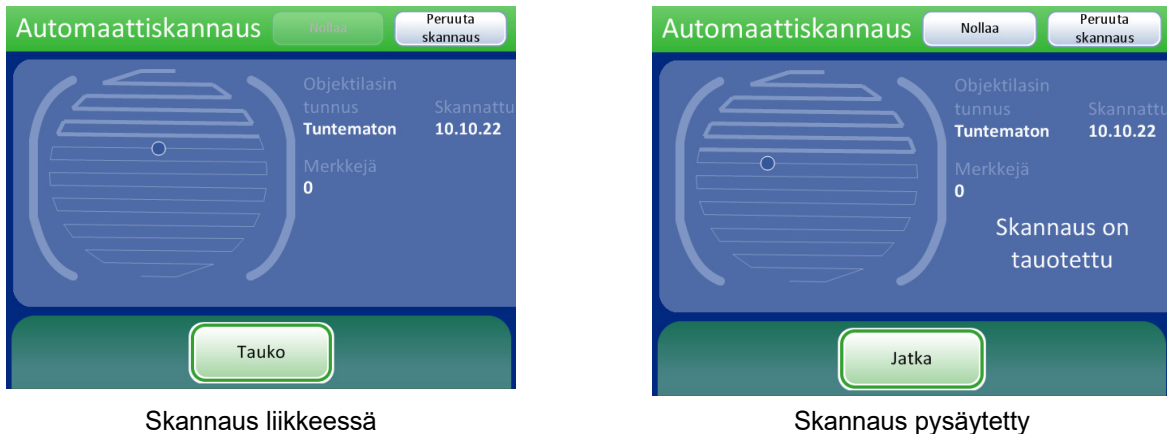 Automaattiskannaus Nollaa Peruuta skannaus
Objektilasin
tunnus Skannattu
Tuntematon 10.10.22
Merkkejä
0
Tauko
Skannaus liikkeessä
Automaattiskannaus Nollaa Peruuta skannaus
Objektilasin
tunnus Skannattu
Tuntematon 10.10.22
Merkkejä
0
Skannaus on
tauotettu
Jatka
Skannaus pysäytetty